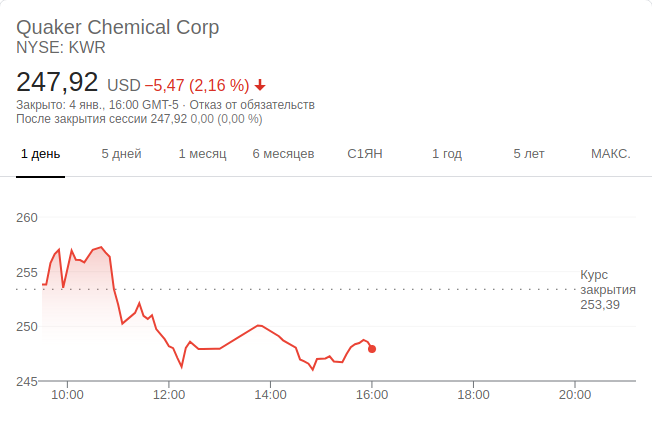 Quaker Chemical Corp
NYSE: KWR
247,92 USD −5,47 (2,16 %)
Закрыто: 4 янв., 16:00 GMT-5 · Отказ от обязательств
После закрытия сессии 247,92 0,00 (0,00 %)
1 день 5 дней 1 месяц 6 месяцев С1ЯН 1 год 5 лет МАКС.
260
255
250
245
Курс
закрытия
253,39
10:00 12:00 14:00 16:00 18:00 20:00